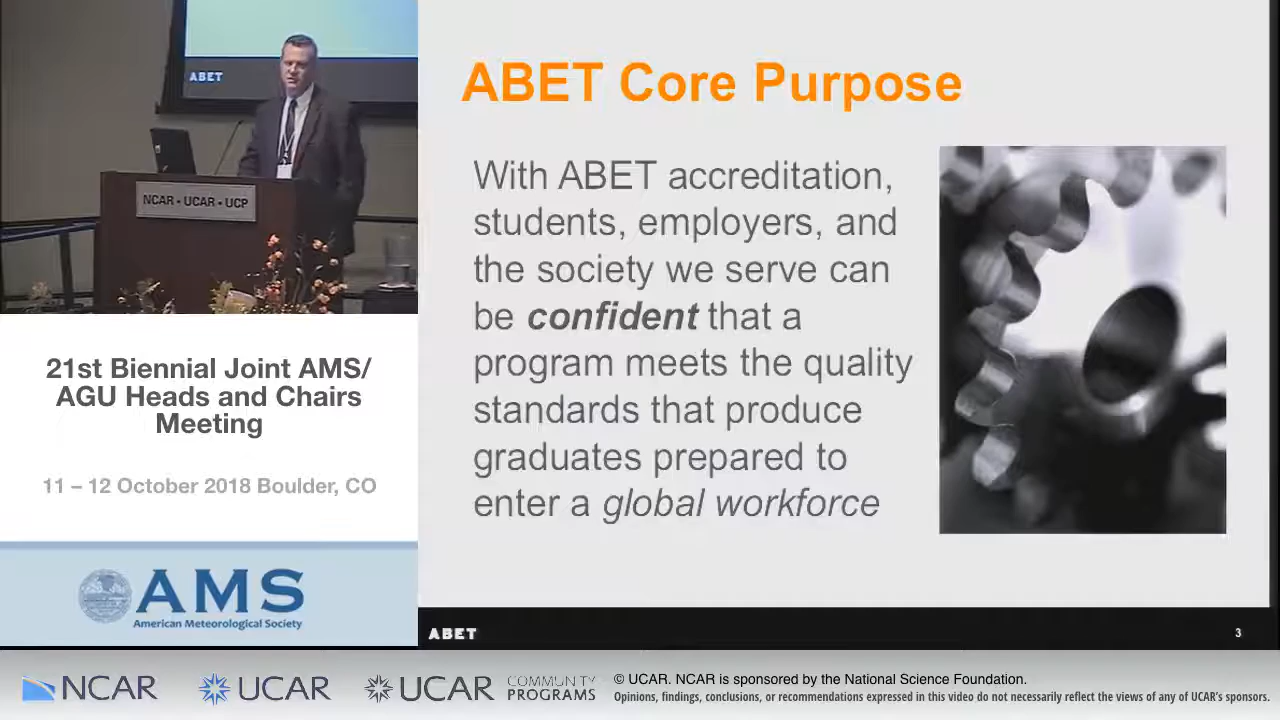 ABET
NCAR • UCAR • UCP
21st Biennial Joint AMS/
AGU Heads and Chairs
Meeting
11 – 12 October 2018 Boulder, CO
AMS
American Meteorological Society
ABET Core Purpose
With ABET accreditation,
students, employers, and
the society we serve can
be confident that a
program meets the quality
standards that produce
graduates prepared to
enter a global workforce
ABET
3
NCAR
UCAR
UCAR
COMMUNITY
PROGRAMS
© UCAR. NCAR is sponsored by the National Science Foundation.
Opinions, findings, conclusions, or recommendations expressed in this video do not necessarily reflect the views of any of UCAR's sponsors.